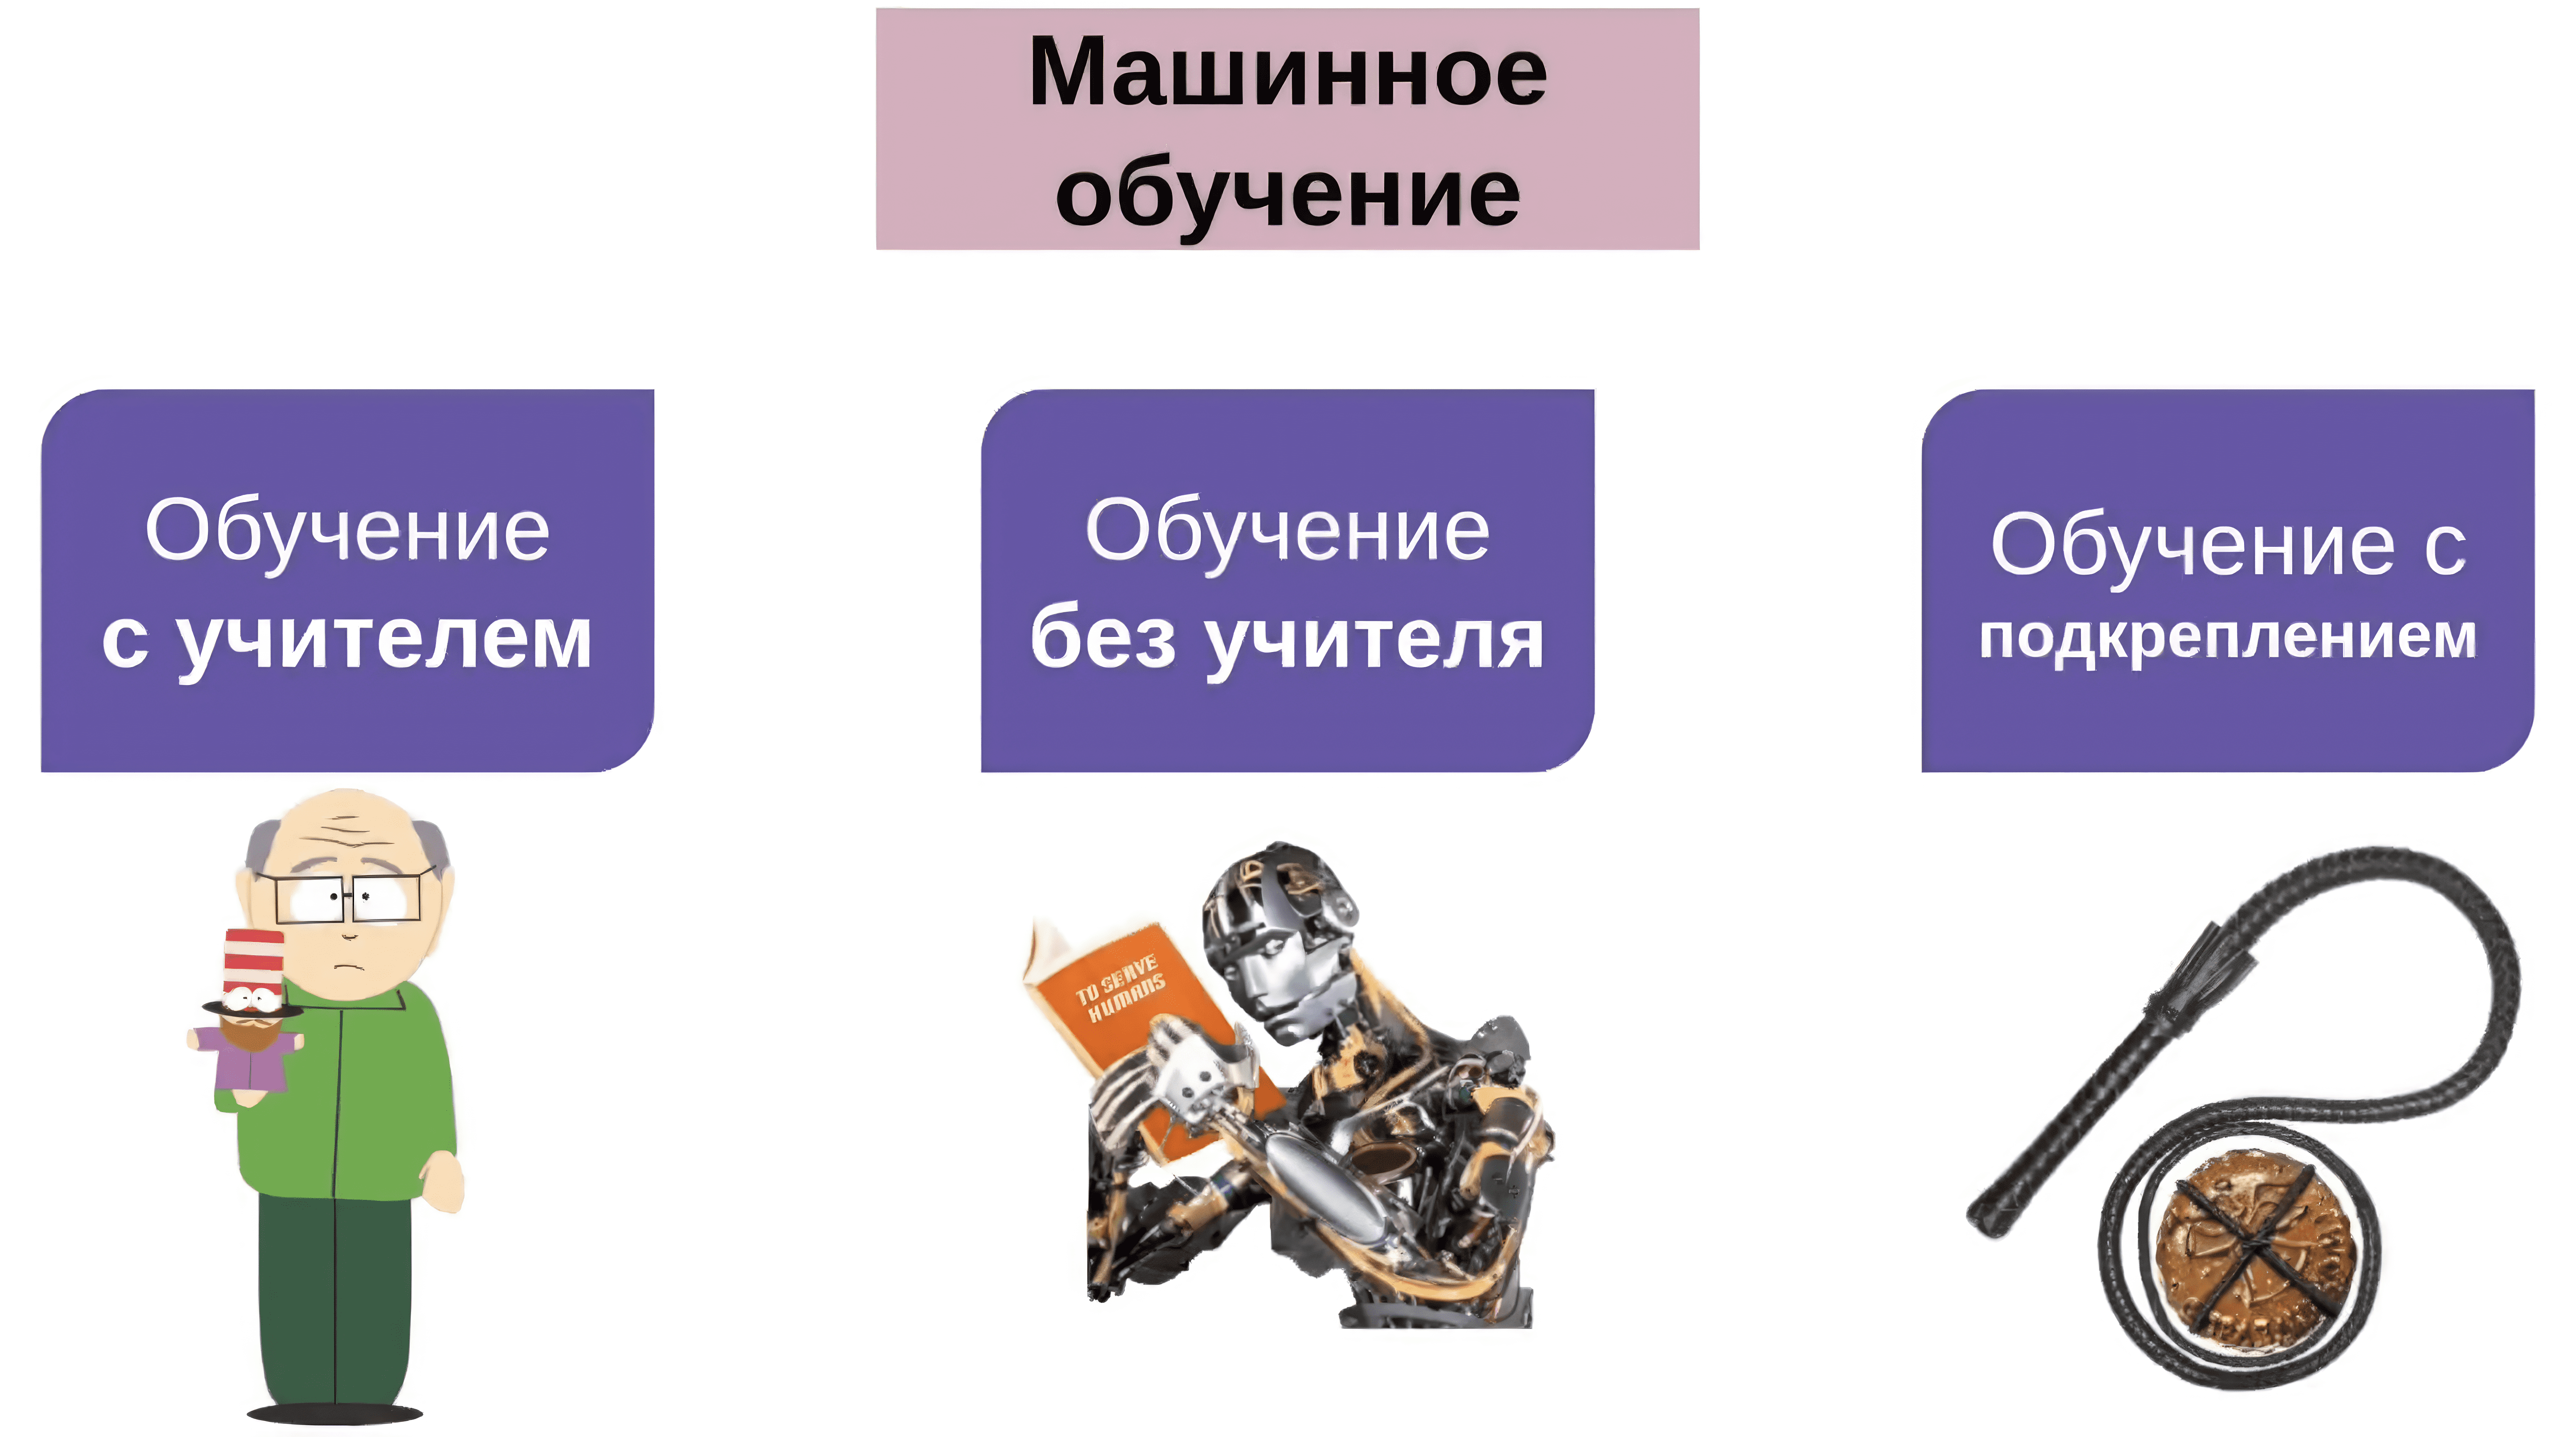 Машинное
обучение
Обучение
с учителем
Обучение
без учителя
Обучение с
подкреплением
TO SERVE
HUMANS